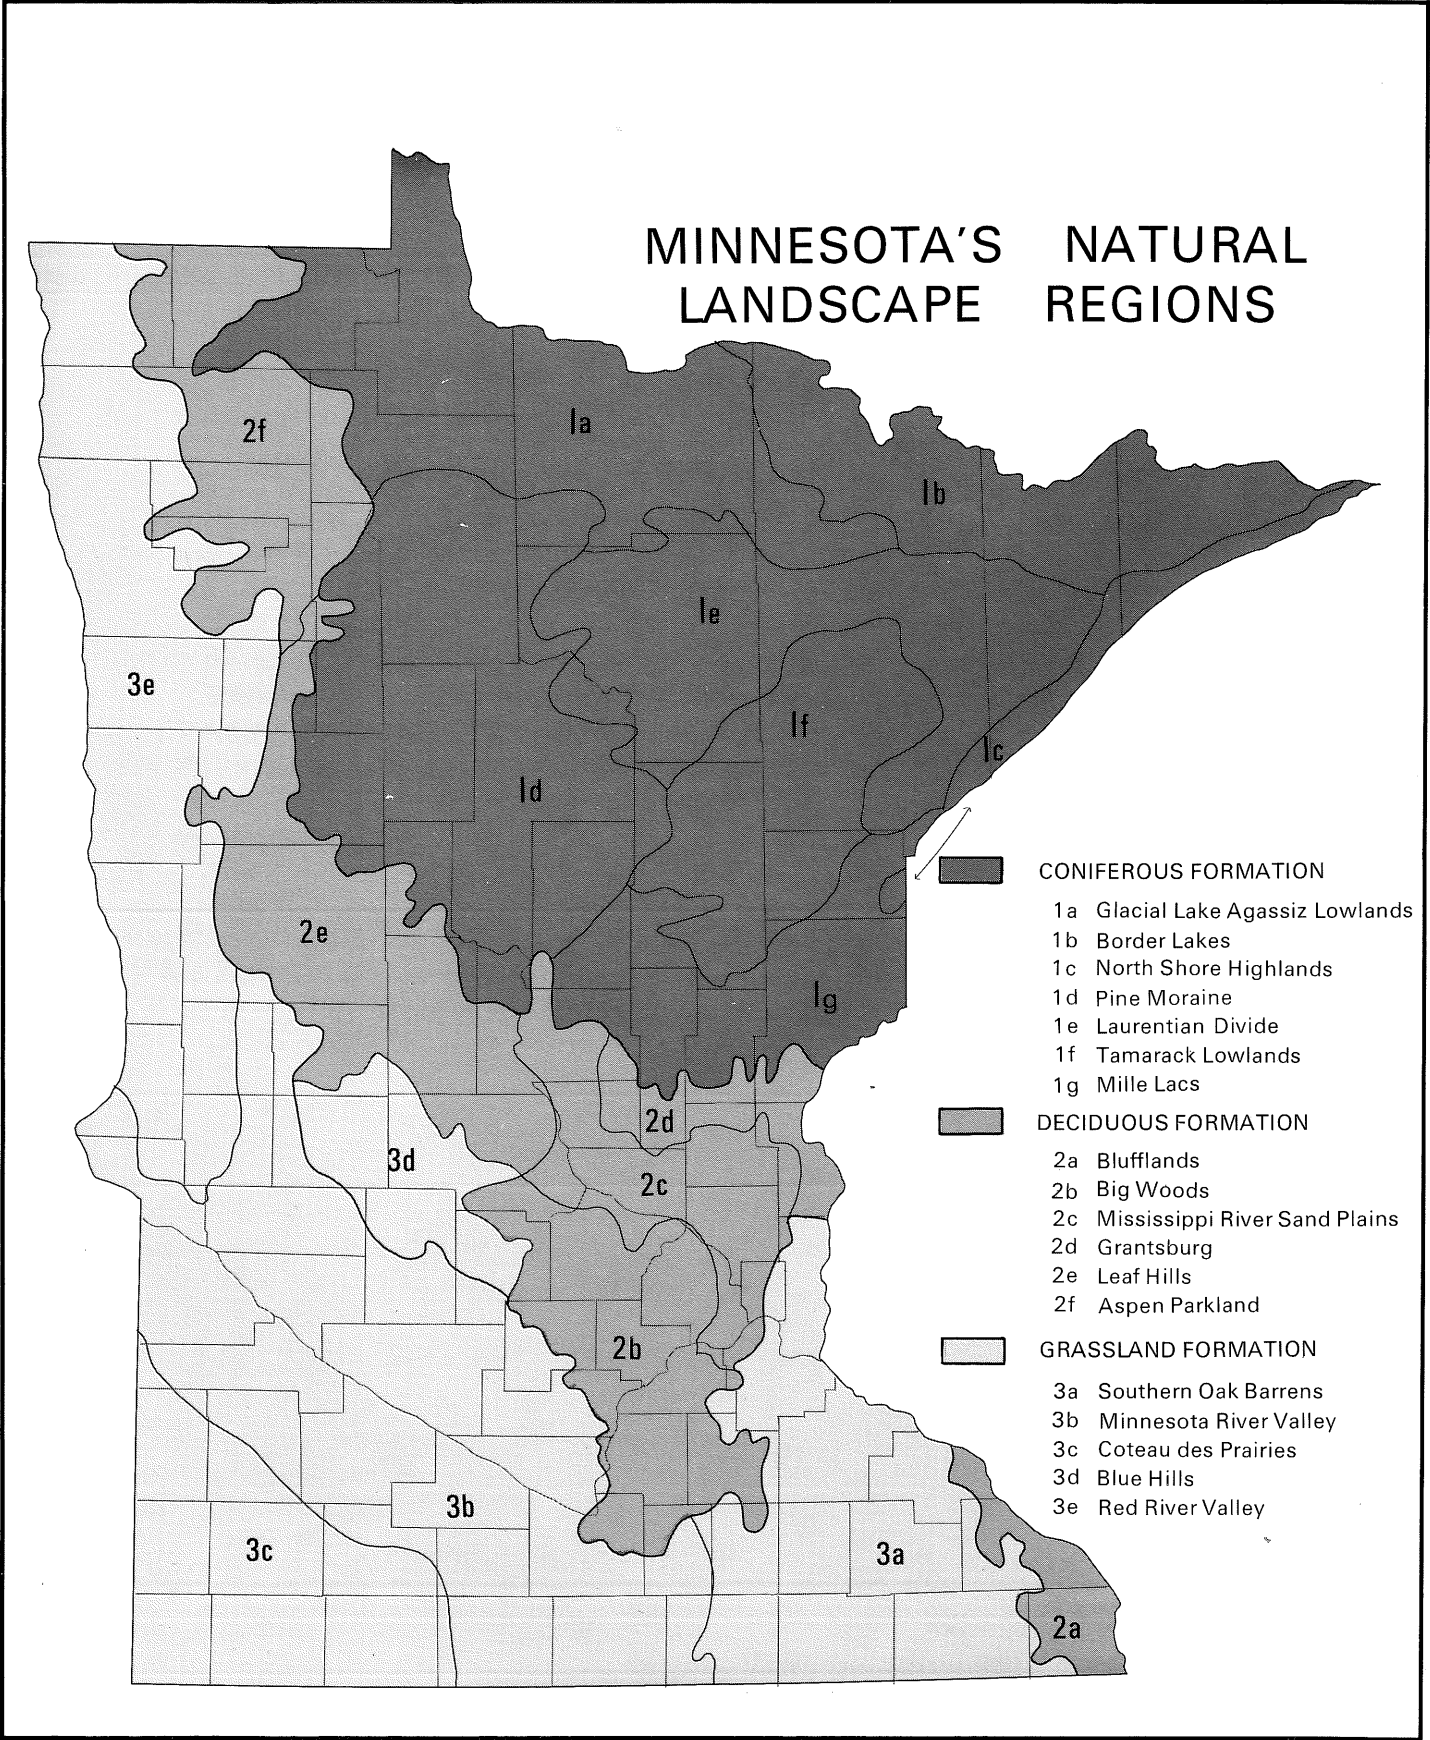 MINNESOTA'S NATURAL
LANDSCAPE REGIONS
1a
2f
1b
1e
3e
1f
1c
1d
2e
1g
2d
3d
2c
2b
3b
3c
3a
2a
CONIFEROUS FORMATION
1a Glacial Lake Agassiz Lowlands
1b Border Lakes
1c North Shore Highlands
1d Pine Moraine
1e Laurentian Divide
1f Tamarack Lowlands
1g Mille Lacs
DECIDUOUS FORMATION
2a Blufflands
2b Big Woods
2c Mississippi River Sand Plains
2d Grantsburg
2e Leaf Hills
2f Aspen Parkland
GRASSLAND FORMATION
3a Southern Oak Barrens
3b Minnesota River Valley
3c Coteau des Prairies
3d Blue Hills
3e Red River Valley